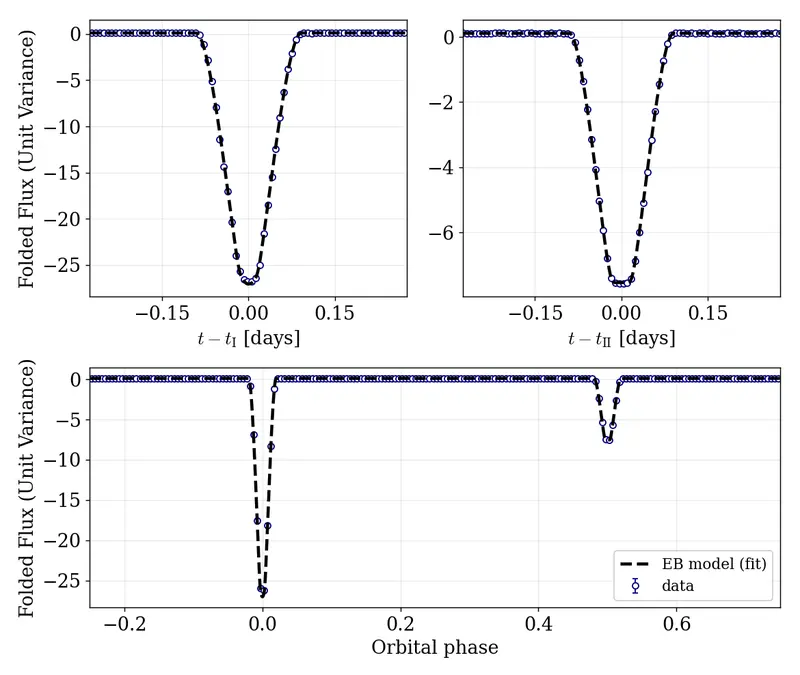 Folded Flux (Unit Variance)
0
−5
−10
−15
−20
−25
−0.15 0.00 0.15
t − t_I [days]
0
−2
−4
−6
−0.15 0.00 0.15
t − t_II [days]
Folded Flux (Unit Variance)
0
−5
−10
−15
−20
−25
−0.2 0.0 0.2 0.4 0.6
Orbital phase
EB model (fit)
data